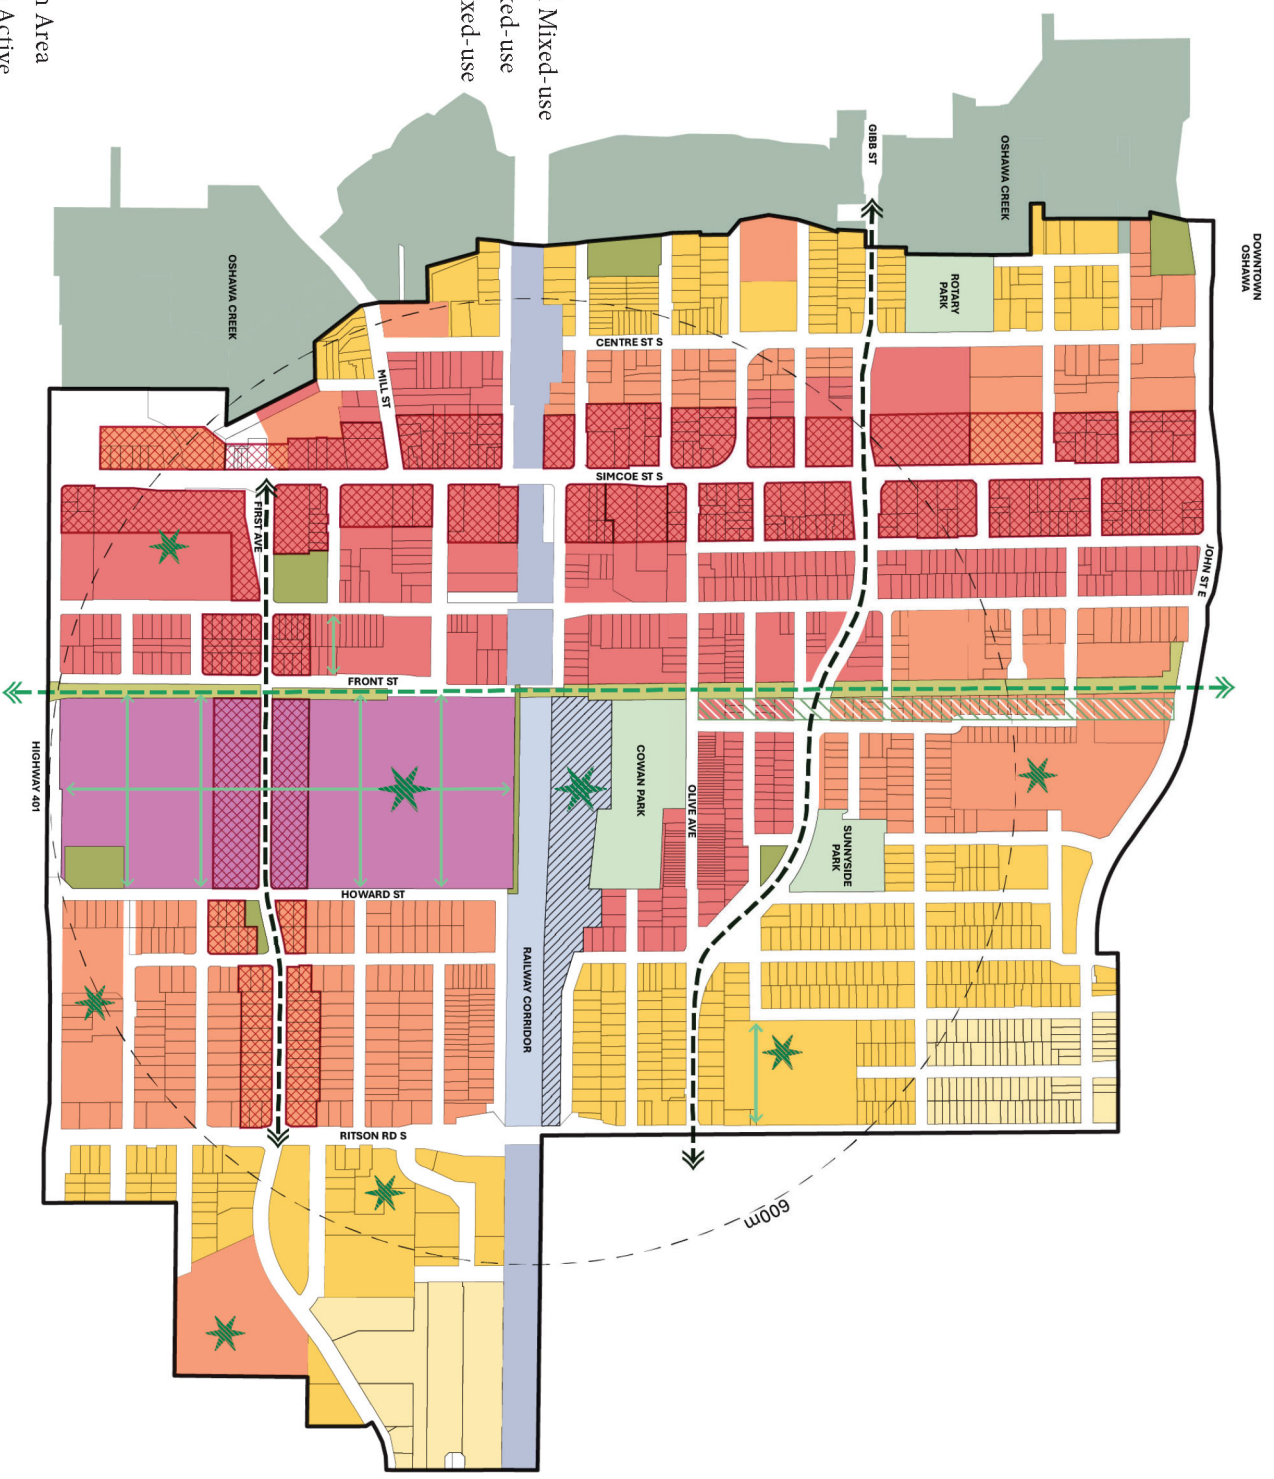 Mixed-use
xed-use
ixed-use
n Area
Active
GIBB ST
OSHAWA CREEK
DOWNTOWN
OSHAWA
OSHAWA CREEK
ROTARY
PARK
CENTRE ST S
MILL ST
SIMCOE ST S
FIRST AVE
JOHN ST E
FRONT ST
HIGHWAY 401
COWAN PARK
OLIVE AVE
SUNNYSIDE
PARK
HOWARD ST
RAILWAY CORRIDOR
RITSON RD S
600m